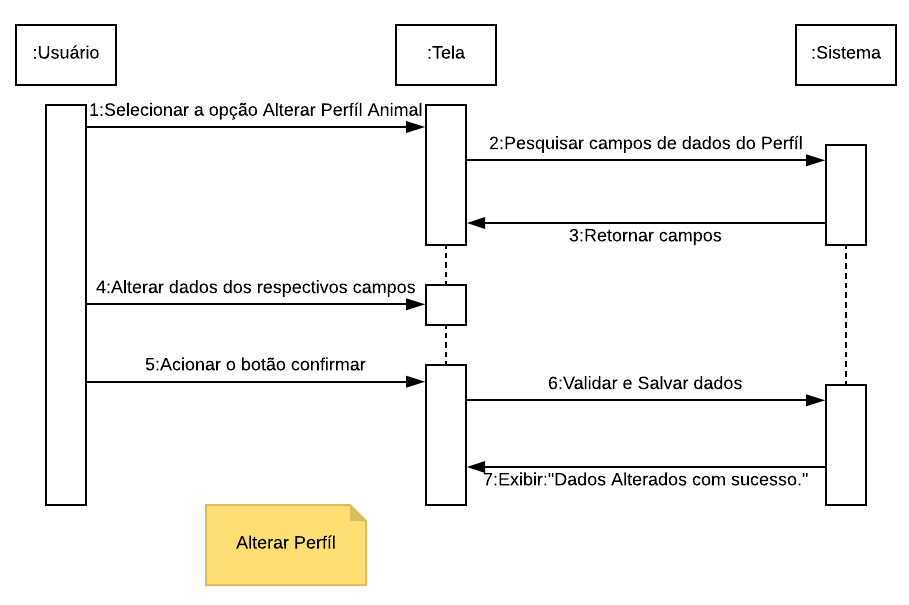 :Usuário
:Tela
:Sistema
1:Selecionar a opção Alterar Perfíl Animal
2:Pesquisar campos de dados do Perfíl
3:Retornar campos
4:Alterar dados dos respectivos campos
5:Acionar o botão confirmar
6:Validar e Salvar dados
7:Exibir:"Dados Alterados com sucesso."
Alterar Perfíl